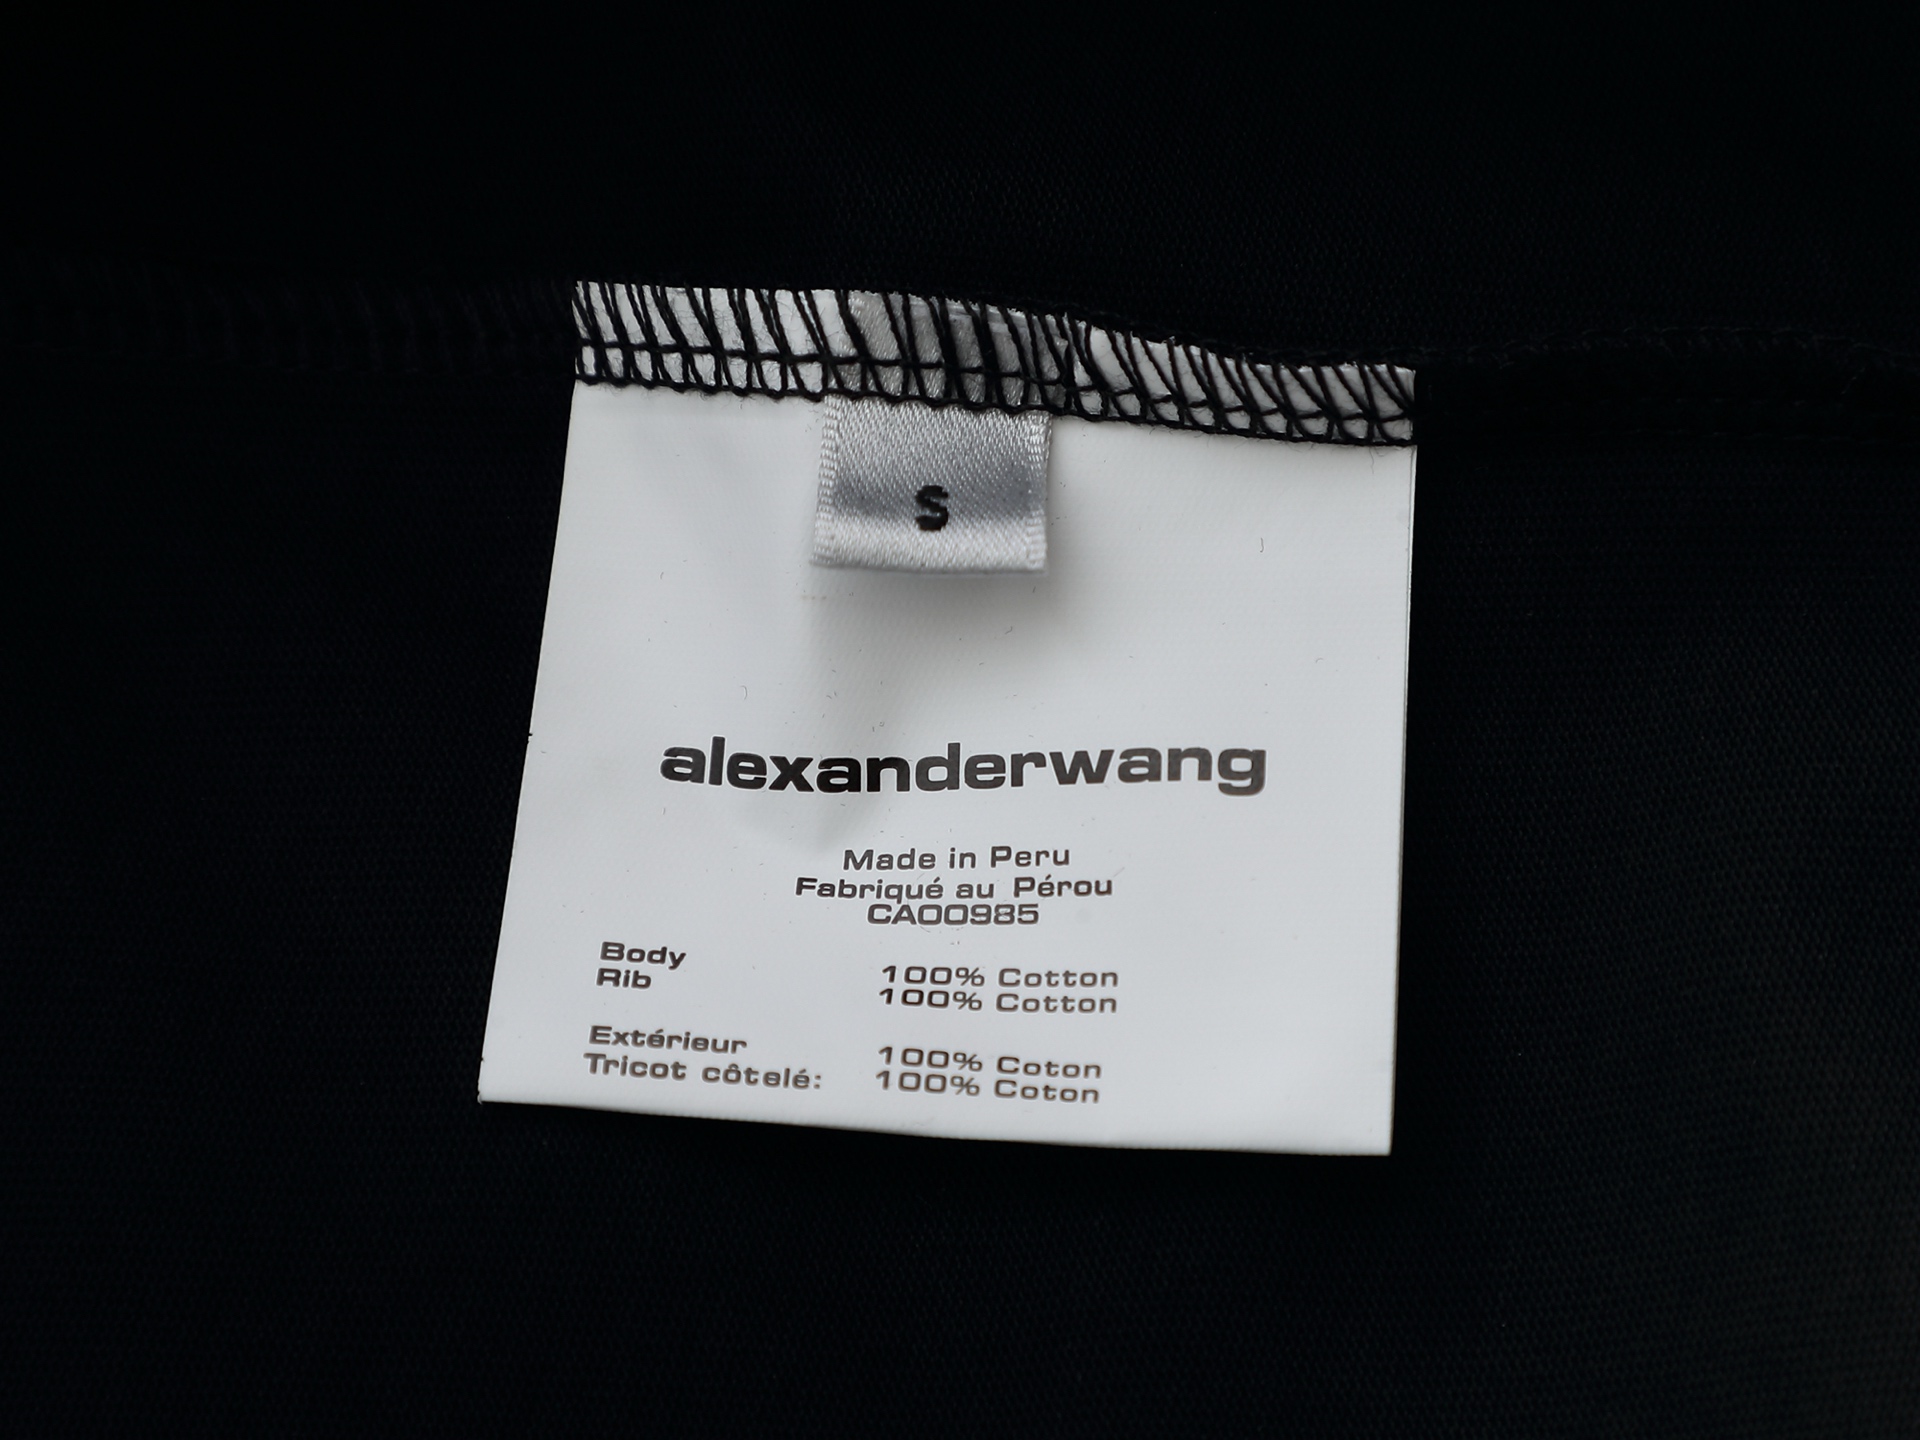 S
alexanderwang
Made in Peru
Fabriqué au Pérou
CA00985
Body 100% Cotton
Rib 100% Cotton
Extérieur 100% Coton
Tricot côtelé: 100% Coton